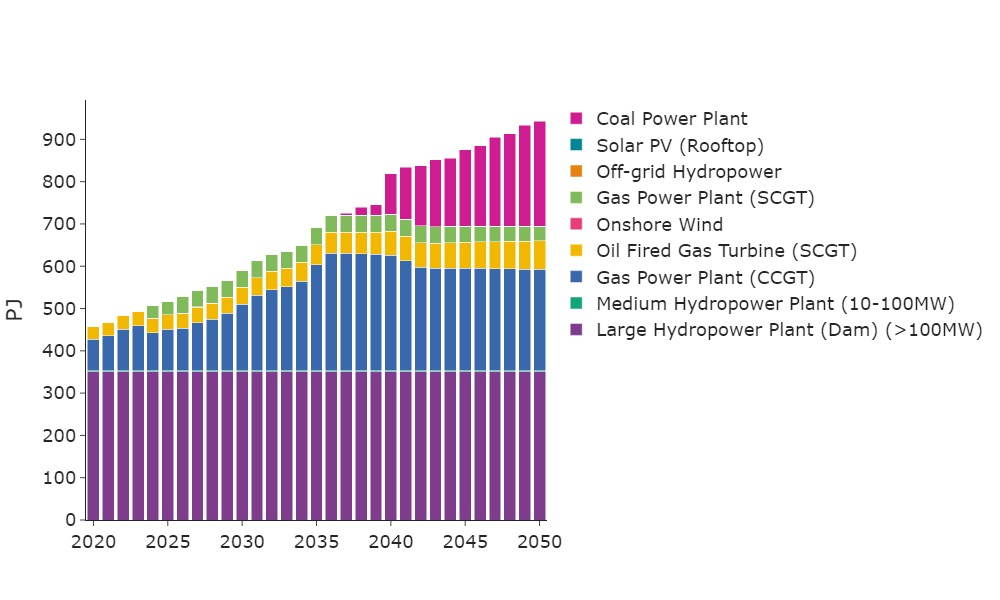 PJ
900
800
700
600
500
400
300
200
100
0
2020 2025 2030 2035 2040 2045 2050
Coal Power Plant
Solar PV (Rooftop)
Off-grid Hydropower
Gas Power Plant (SCGT)
Onshore Wind
Oil Fired Gas Turbine (SCGT)
Gas Power Plant (CCGT)
Medium Hydropower Plant (10-100MW)
Large Hydropower Plant (Dam) (>100MW)